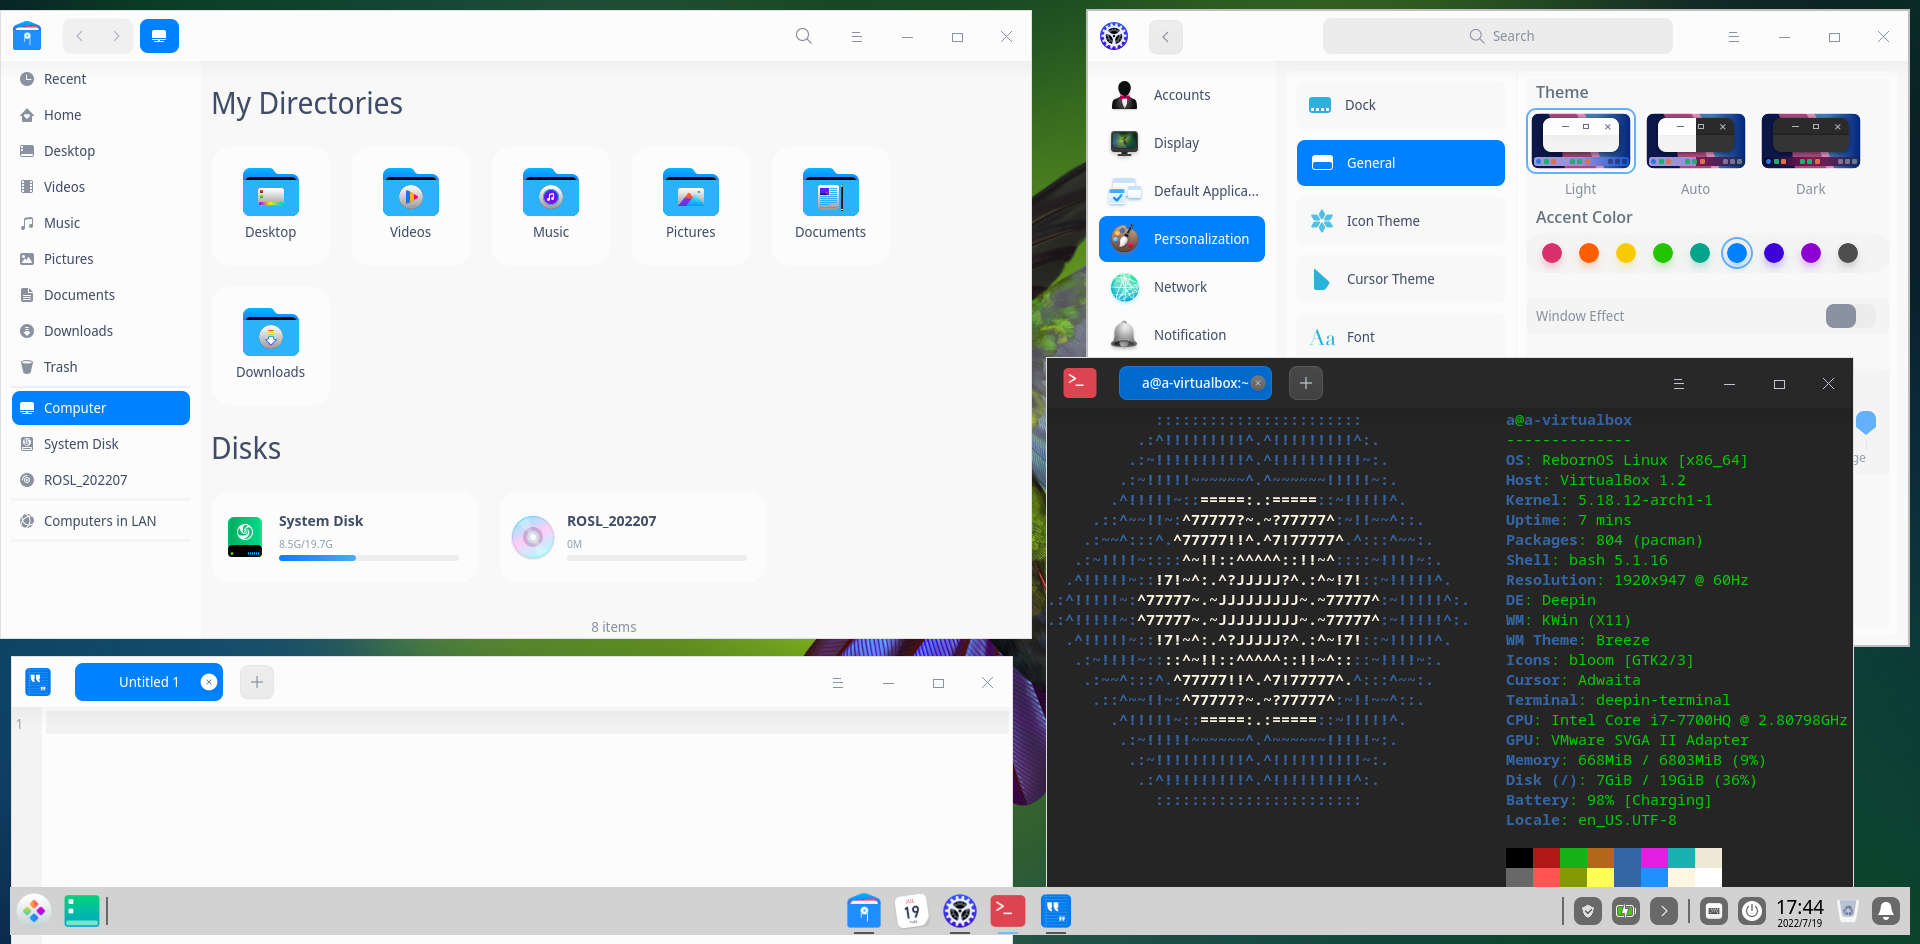 Recent
Home
Desktop
Videos
Music
Pictures
Documents
Downloads
Trash
Computer
System Disk
ROSL_202207
Computers in LAN
My Directories
Desktop
Videos
Music
Pictures
Documents
Downloads
Disks
System Disk
8.5G/19.7G
ROSL_202207
0M
8 items
Search
Accounts
Display
Default Applica...
Personalization
Network
Notification
Dock
General
Icon Theme
Cursor Theme
Aa Font
Theme
Light
Auto
Dark
Accent Color
Window Effect
Untitled 1
1
a@a-virtualbox:~
a@a-virtualbox
--------------
OS: RebornOS Linux [x86_64]
Host: VirtualBox 1.2
Kernel: 5.18.12-arch1-1
Uptime: 7 mins
Packages: 804 (pacman)
Shell: bash 5.1.16
Resolution: 1920x947 @ 60Hz
DE: Deepin
WM: KWin (X11)
WM Theme: Breeze
Icons: bloom [GTK2/3]
Cursor: Adwaita
Terminal: deepin-terminal
CPU: Intel Core i7-7700HQ @ 2.80798GHz
GPU: VMware SVGA II Adapter
Memory: 668MiB / 6803MiB (9%)
Disk (/): 7GiB / 19GiB (36%)
Battery: 98% [Charging]
Locale: en_US.UTF-8
JUL
19
17:44
2022/7/19